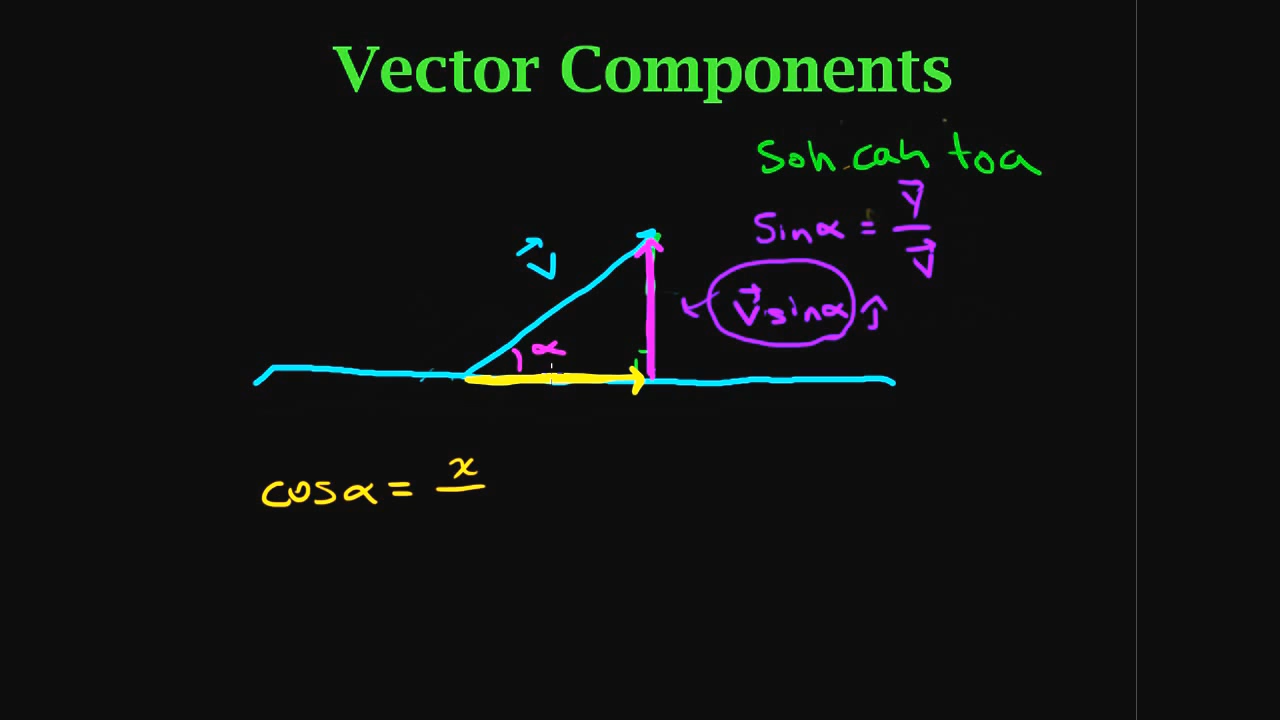 Vector Components
Soh cah toa
sinα = y⃗ / v⃗
v⃗
v⃗ sinα ĵ
α
cosα = x /